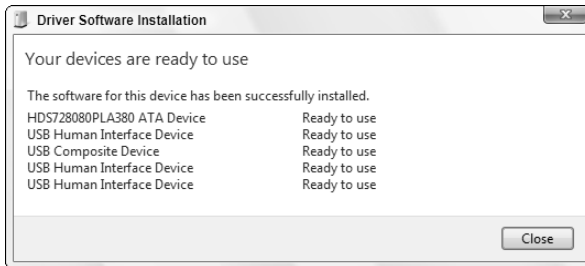 Driver Software Installation
Your devices are ready to use
The software for this device has been successfully installed.
HDS728080PLA380 ATA Device Ready to use
USB Human Interface Device Ready to use
USB Composite Device Ready to use
USB Human Interface Device Ready to use
USB Human Interface Device Ready to use
Close